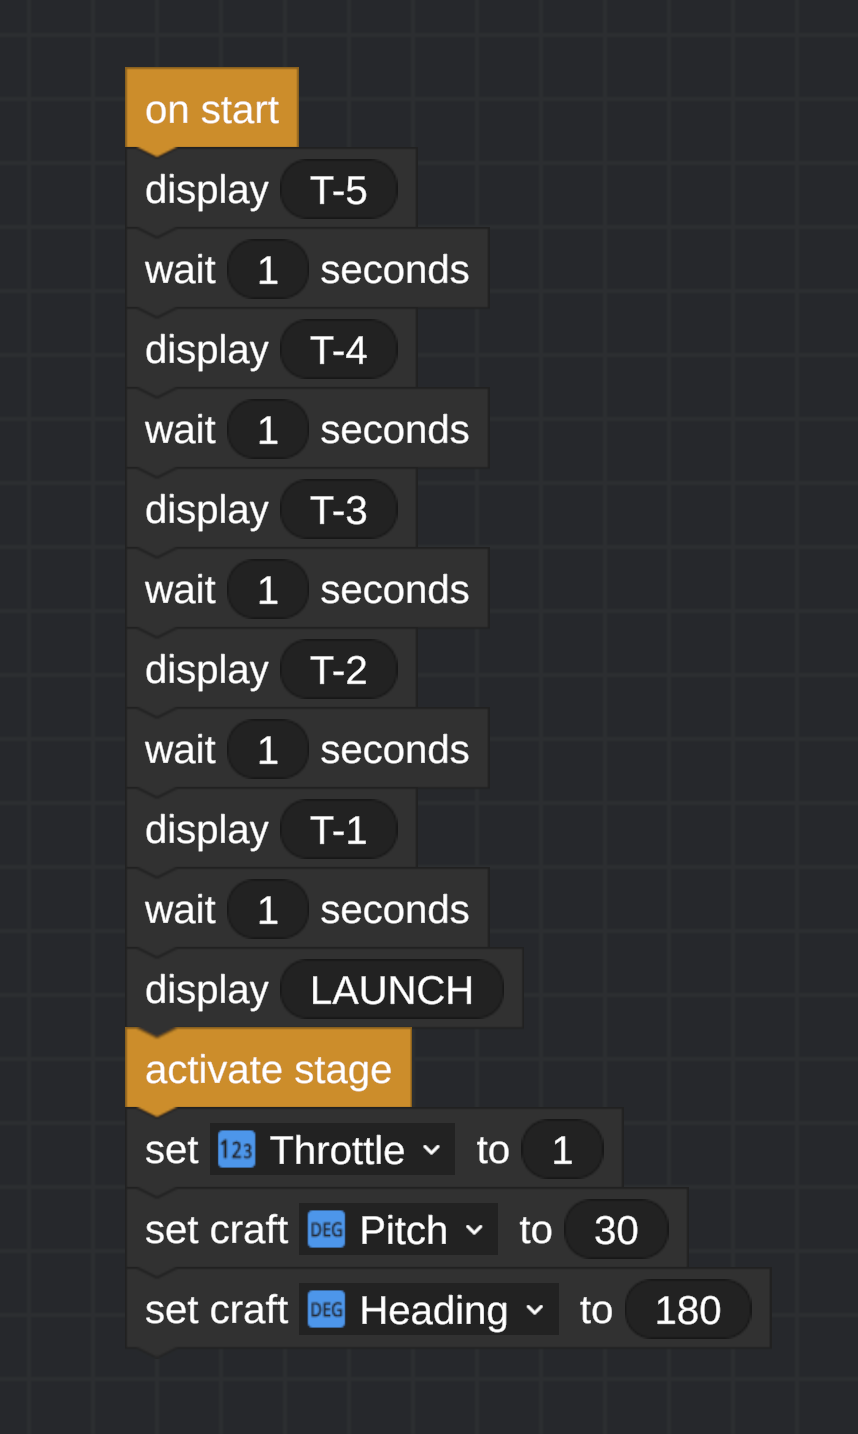 on start
display T-5
wait 1 seconds
display T-4
wait 1 seconds
display T-3
wait 1 seconds
display T-2
wait 1 seconds
display T-1
wait 1 seconds
display LAUNCH
activate stage
set 123 Throttle to 1
set craft DEG Pitch to 30
set craft DEG Heading to 180